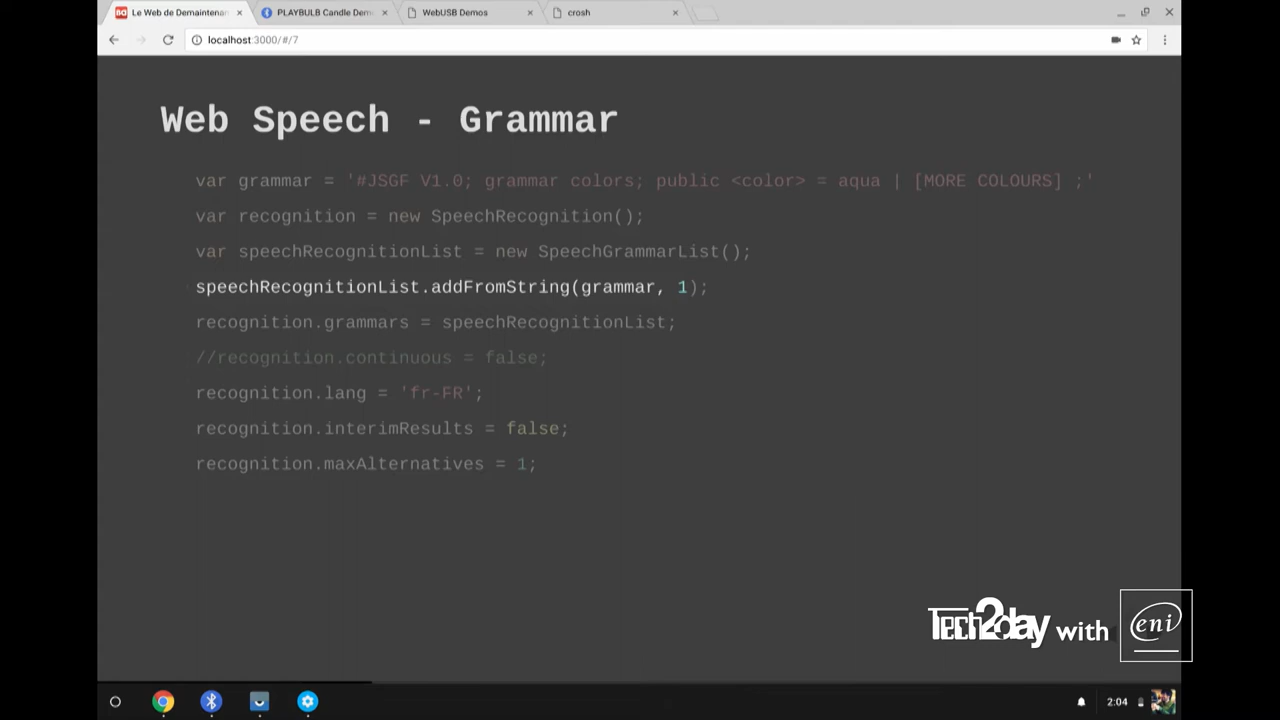 Le Web de Demaintenan
PLAYBULB Candle Dem
WebUSB Demos
crosh
localhost:3000/#/7
Web Speech - Grammar
var grammar = '#JSGF V1.0; grammar colors; public <color> = aqua | [MORE COLOURS] ;'
var recognition = new SpeechRecognition();
var speechRecognitionList = new SpeechGrammarList();
speechRecognitionList.addFromString(grammar, 1);
recognition.grammars = speechRecognitionList;
//recognition.continuous = false;
recognition.lang = 'fr-FR';
recognition.interimResults = false;
recognition.maxAlternatives = 1;
Tech2day with eni
2:04